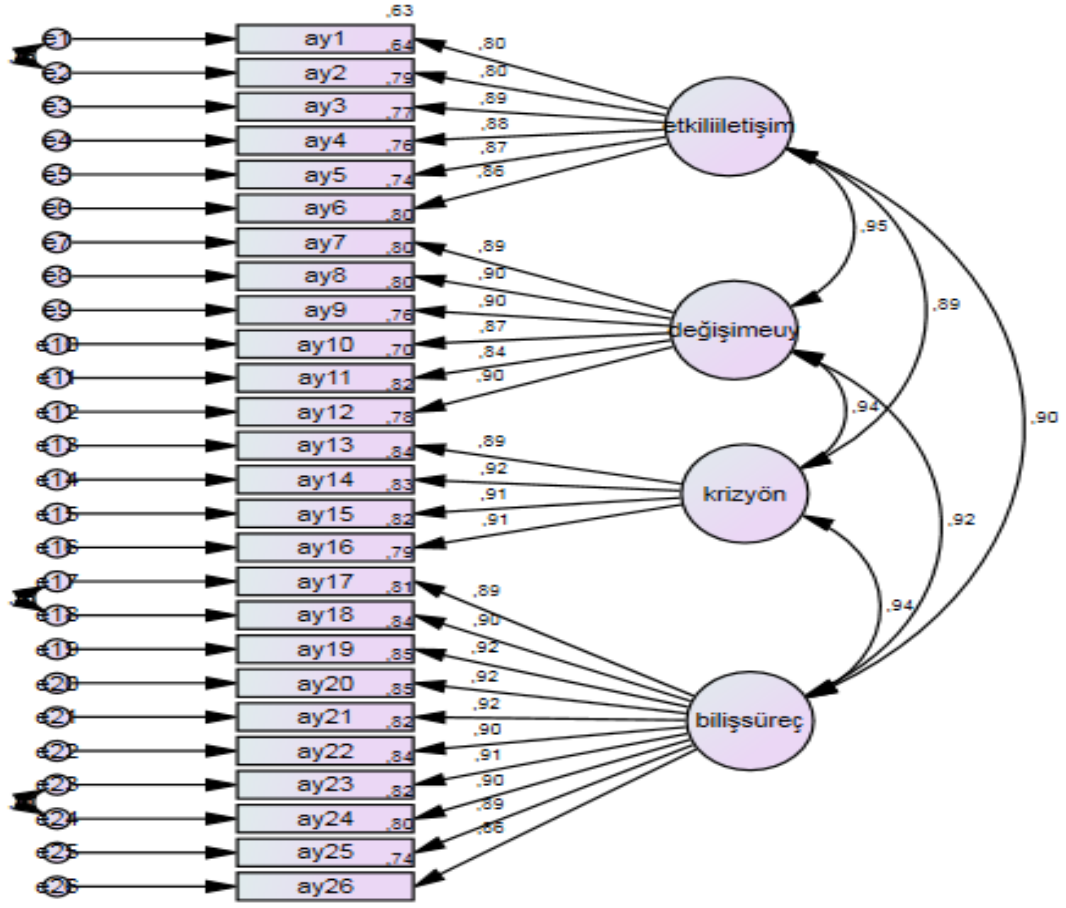 ,63
e1 ay1 ,64 ,80
e2 ay2 ,79 ,80
e3 ay3 ,77 ,89
e4 ay4 ,76 ,88
e5 ay5 ,74 ,87
e6 ay6 ,80 ,86
etkiliiletişim
e7 ay7 ,80 ,89
e8 ay8 ,80 ,90
e9 ay9 ,76 ,90
e10 ay10 ,70 ,87
e11 ay11 ,82 ,84
e12 ay12 ,78 ,90
değişimeuy
e13 ay13 ,84 ,89
e14 ay14 ,83 ,92
e15 ay15 ,82 ,91
e16 ay16 ,79 ,91
krizyön
e17 ay17 ,81 ,89
e18 ay18 ,84 ,90
e19 ay19 ,85 ,92
e20 ay20 ,85 ,92
e21 ay21 ,82 ,92
e22 ay22 ,84 ,90
e23 ay23 ,82 ,91
e24 ay24 ,80 ,90
e25 ay25 ,74 ,89
e26 ay26 ,86
bilişsüreç
,95
,89
,94
,90
,92
,94